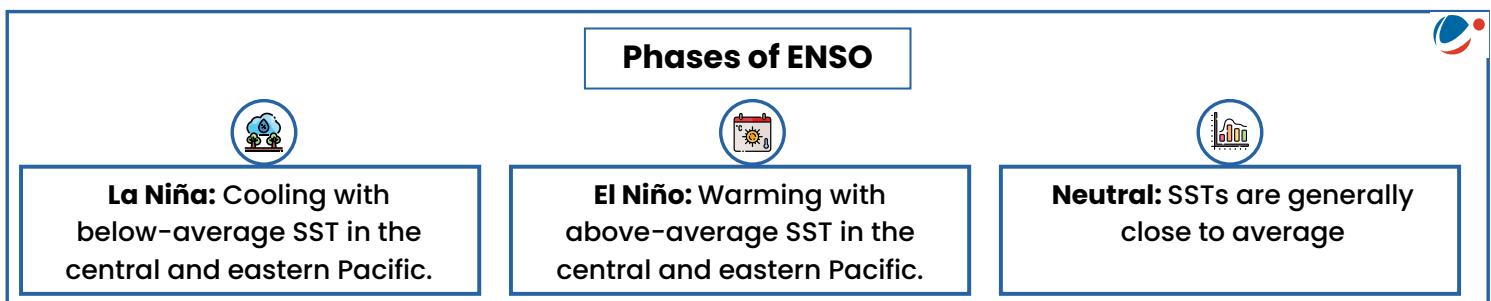 Phases of ENSO
La Niña: Cooling with
below-average SST in the
central and eastern Pacific.
El Niño: Warming with
above-average SST in the
central and eastern Pacific.
Neutral: SSTs are generally
close to average